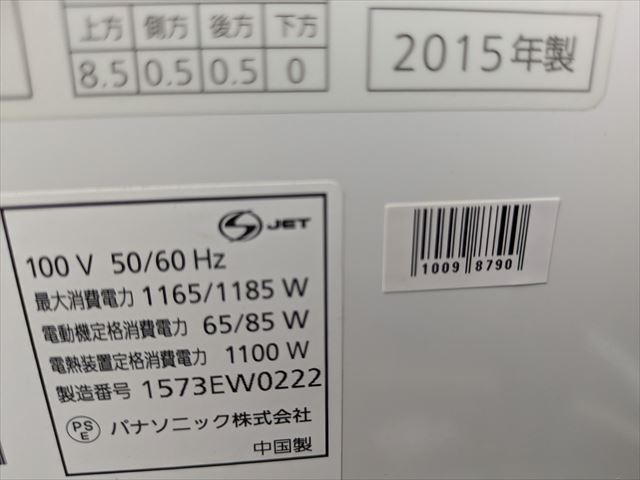 上方 側方 後方 下方
8.5 0.5 0.5 0
2015年製
JET
100 V 50/60 Hz
最大消費電力 1165/1185 W
電動機定格消費電力 65/85 W
電熱装置定格消費電力 1100 W
製造番号 1573EW0222
PS
E
パナソニック株式会社
中国製
1009 8790